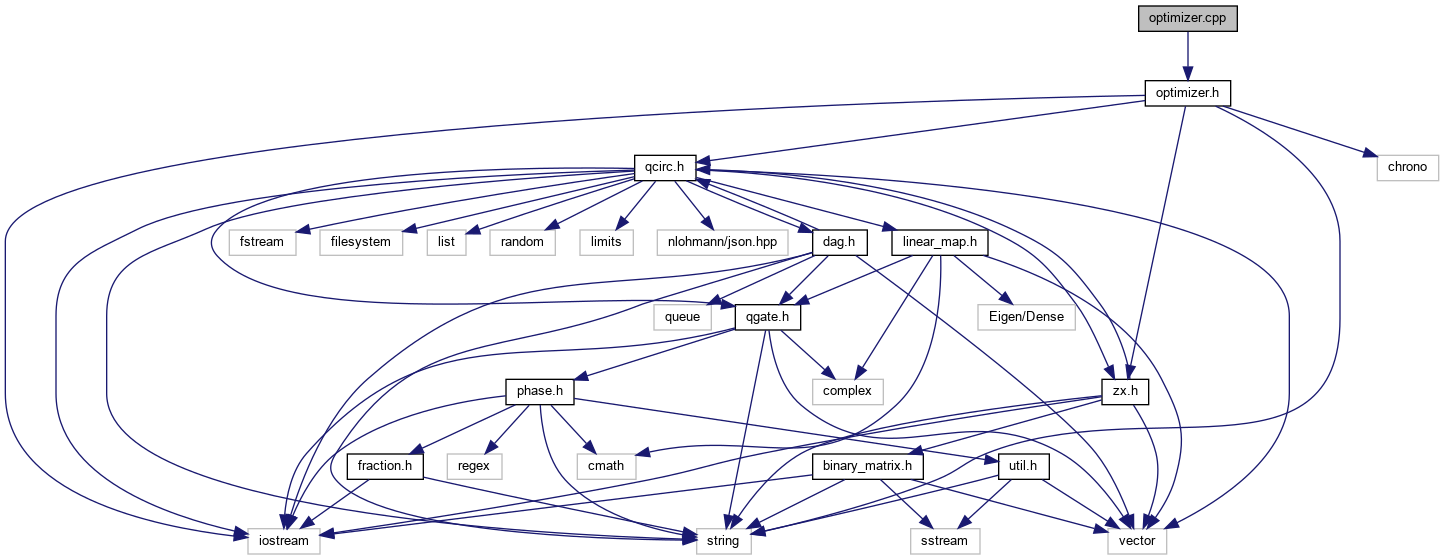 optimizer.cpp
optimizer.h
qcirc.h
chrono
fstream
filesystem
list
random
limits
nlohmann/json.hpp
dag.h
linear_map.h
queue
qgate.h
Eigen/Dense
phase.h
complex
zx.h
fraction.h
regex
cmath
binary_matrix.h
util.h
iostream
string
sstream
vector